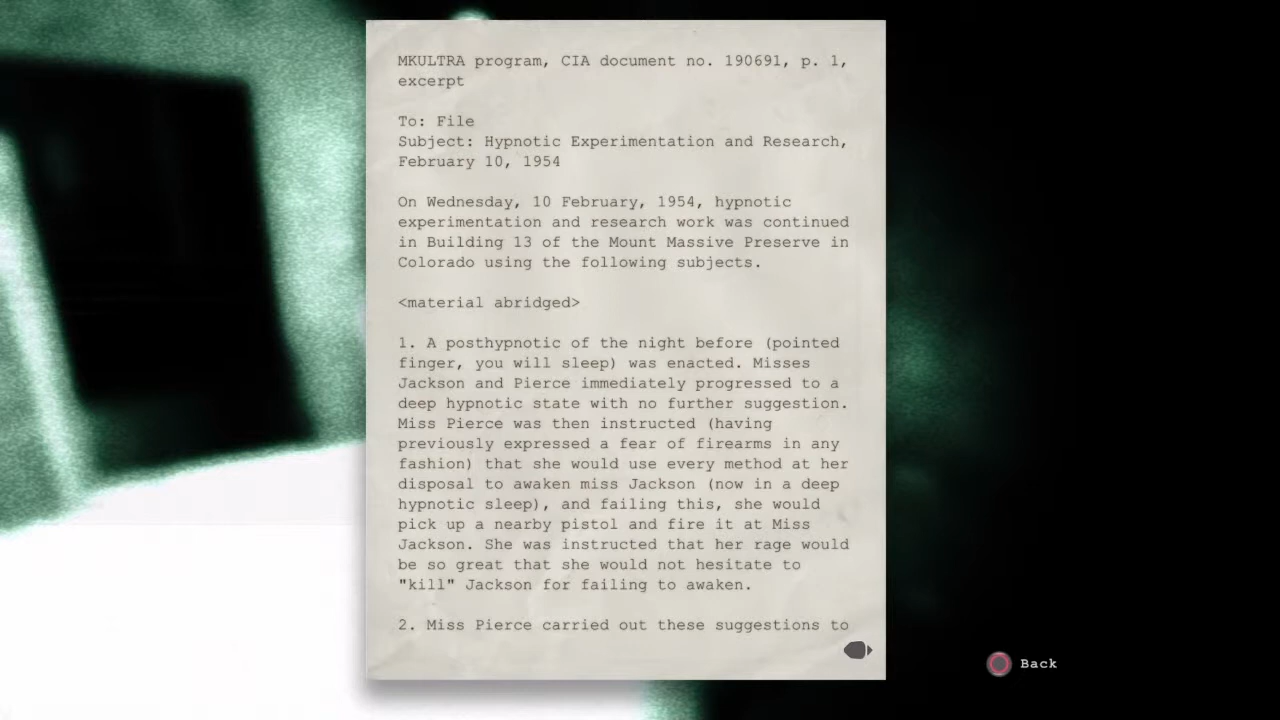 MKULTRA program, CIA document no. 190691, p. 1,
excerpt
To: File
Subject: Hypnotic Experimentation and Research,
February 10, 1954
On Wednesday, 10 February, 1954, hypnotic
experimentation and research work was continued
in Building 13 of the Mount Massive Preserve in
Colorado using the following subjects.
<material abridged>
1. A posthypnotic of the night before (pointed
finger, you will sleep) was enacted. Misses
Jackson and Pierce immediately progressed to a
deep hypnotic state with no further suggestion.
Miss Pierce was then instructed (having
previously expressed a fear of firearms in any
fashion) that she would use every method at her
disposal to awaken miss Jackson (now in a deep
hypnotic sleep), and failing this, she would
pick up a nearby pistol and fire it at Miss
Jackson. She was instructed that her rage would
be so great that she would not hesitate to
"kill" Jackson for failing to awaken.
2. Miss Pierce carried out these suggestions to
Back